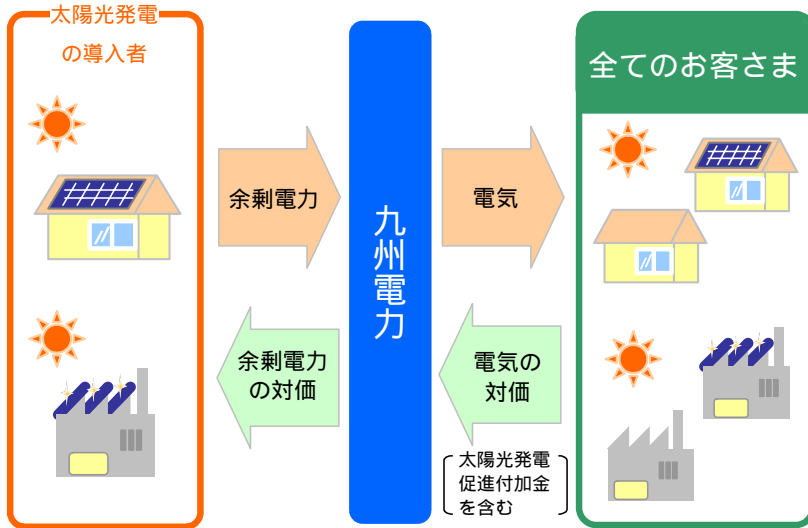 太陽光発電
の導入者
余剰電力
余剰電力
の対価
九州電力
電気
電気の
対価
太陽光発電
促進付加金
を含む
全てのお客さま